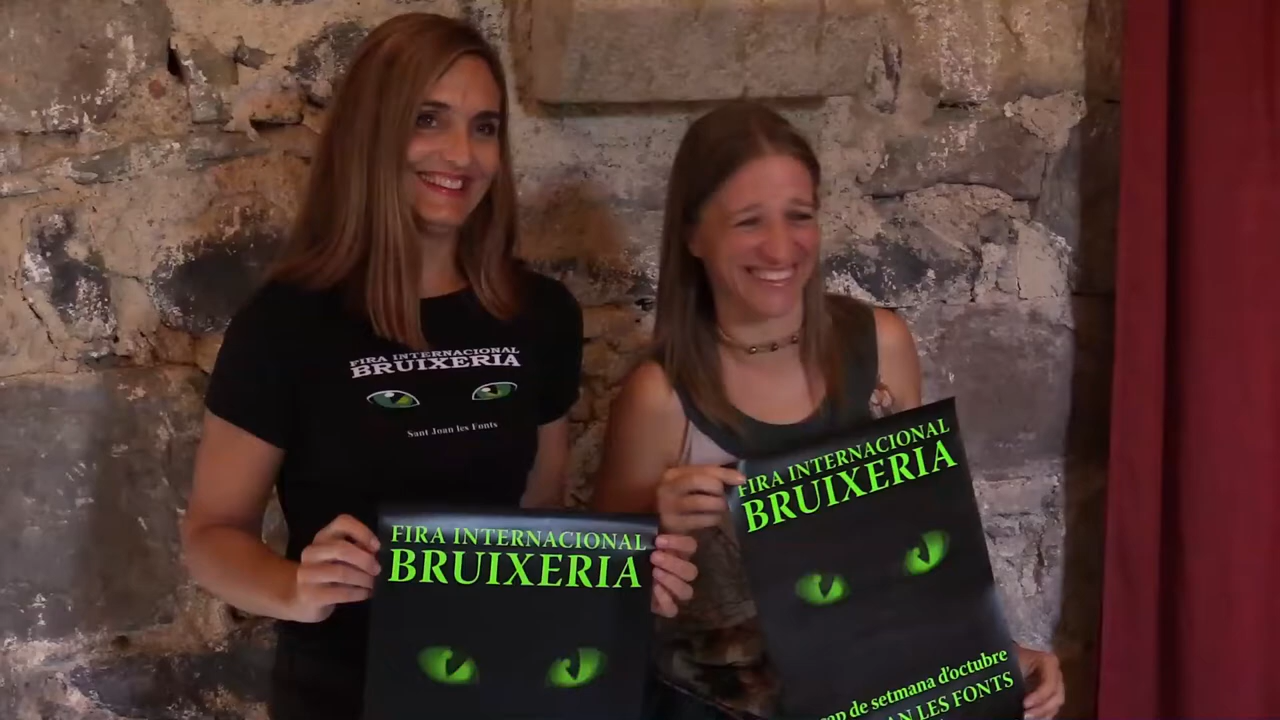 FIRA INTERNACIONAL
BRUIXERIA
Sant Joan les Fonts
FIRA INTERNACIONAL
BRUIXERIA
FIRA INTERNACIONAL
BRUIXERIA
de setmana d'octubre
LES FONTS